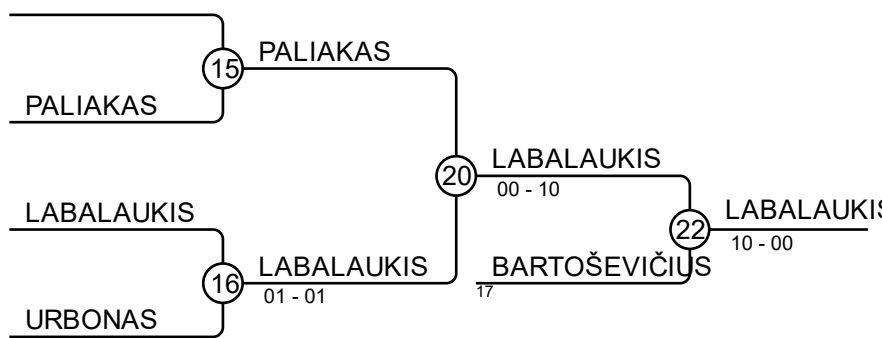 PALIAKAS
15
PALIAKAS
LABALAUKIS
20
00 - 10
LABALAUKIS
LABALAUKIS
22
10 - 00
LABALAUKIS
16
01 - 01
BARTOŠEVIČIUS
17
URBONAS